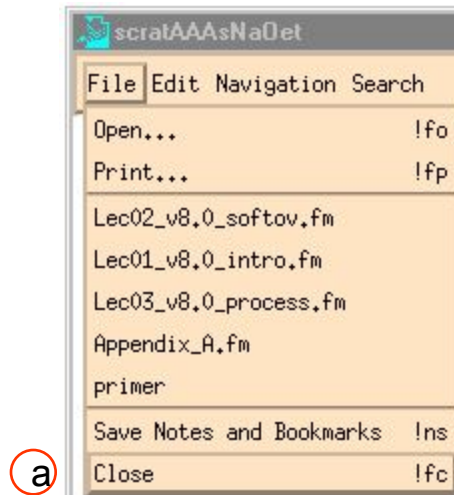 scratAAAsNaOet
File Edit Navigation Search
Open... !fo
Print... !fp
Lec02_v8.0_softov.fm
Lec01_v8.0_intro.fm
Lec03_v8.0_process.fm
Appendix_A.fm
primer
Save Notes and Bookmarks !ns
a Close !fc